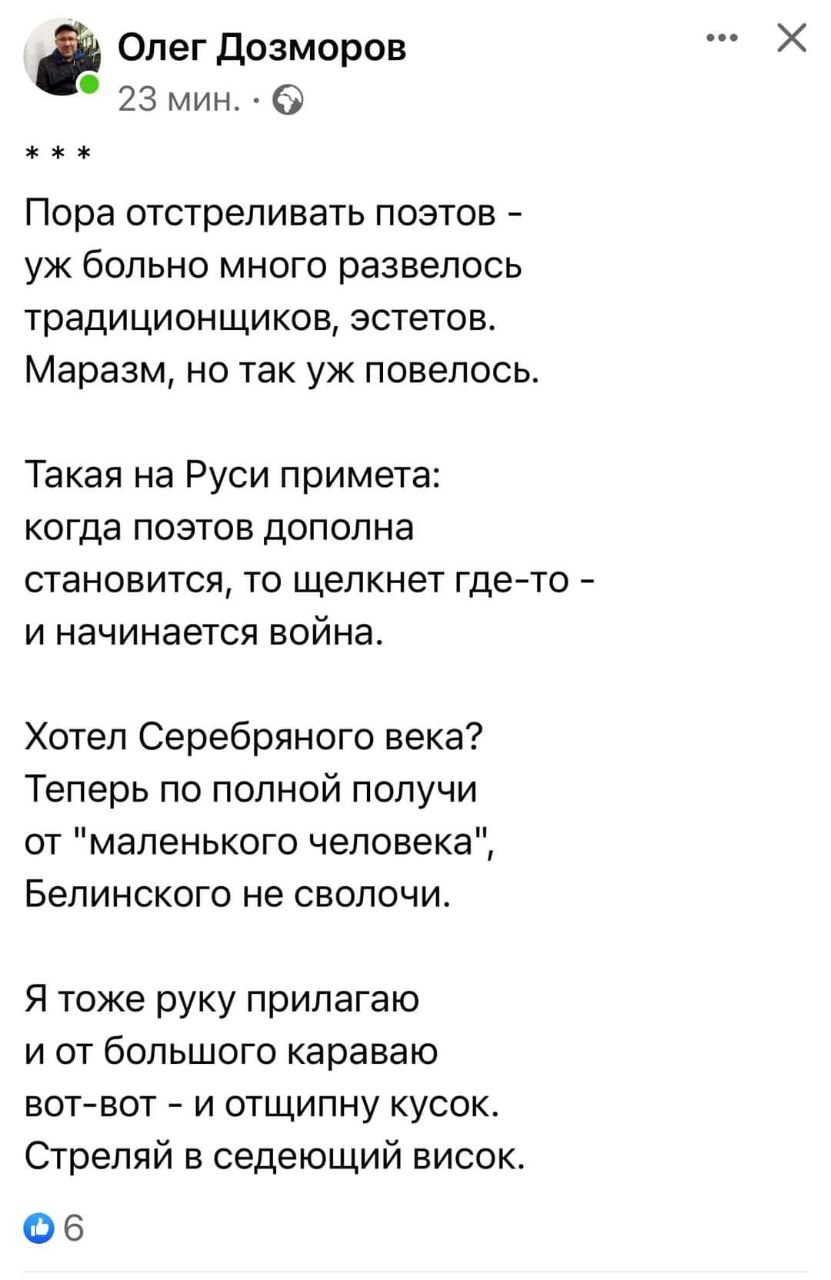 Олег Дозморов
23 мин. ·
* * *
Пора отстреливать поэтов -
уж больно много развелось
традиционщиков, эстетов.
Маразм, но так уж повелось.
Такая на Руси примета:
когда поэтов дополна
становится, то щелкнет где-то -
и начинается война.
Хотел Серебряного века?
Теперь по полной получи
от "маленького человека",
Белинского не сволочи.
Я тоже руку прилагаю
и от большого караваю
вот-вот - и отщипну кусок.
Стреляй в седеющий висок.
6